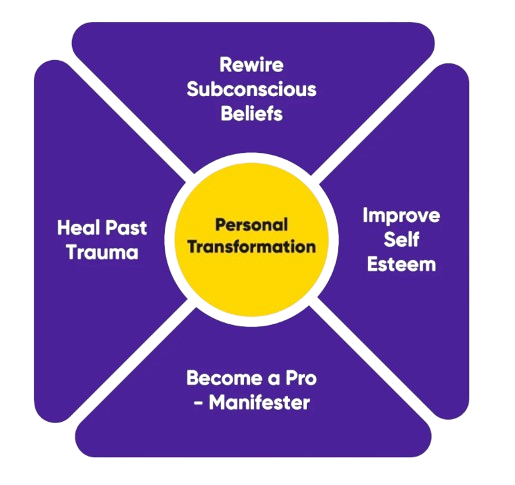 Rewire
Subconscious
Beliefs
Heal Past
Trauma
Personal
Transformation
Improve
Self
Esteem
Become a Pro
- Manifester